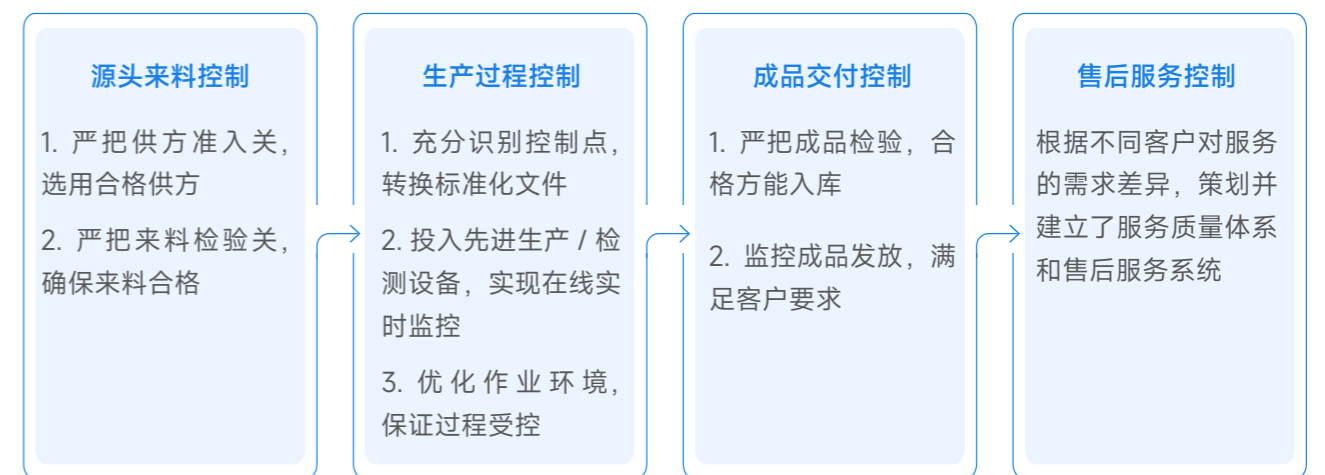 源头来料控制
1. 严把供方准入关，
选用合格供方
2. 严把来料检验关，
确保来料合格
生产过程控制
1. 充分识别控制点，
转换标准化文件
2. 投入先进生产 / 检
测设备，实现在线实
时监控
3. 优化作业环境，
保证过程受控
成品交付控制
1. 严把成品检验，合
格方能入库
2. 监控成品发放，满
足客户要求
售后服务控制
根据不同客户对服务
的需求差异，策划并
建立了服务质量体系
和售后服务系统